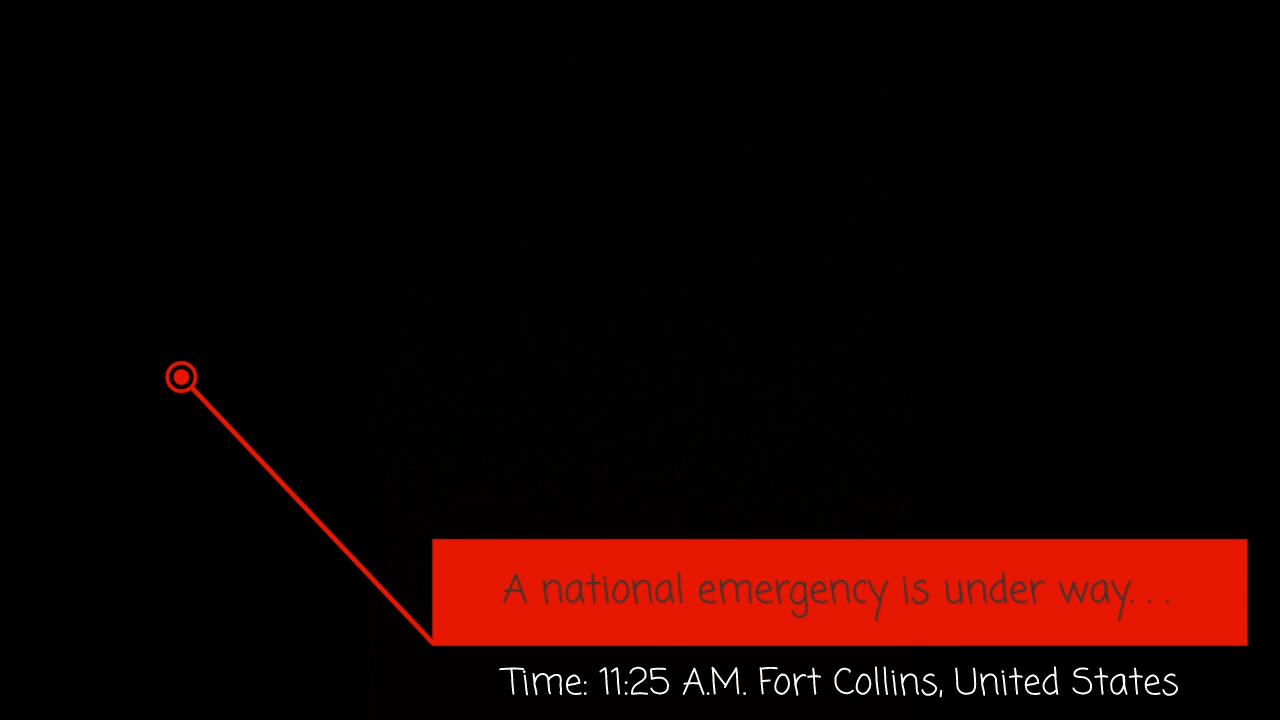 A national emergency is under way. . .
Time: 11:25 A.M. Fort Collins, United States